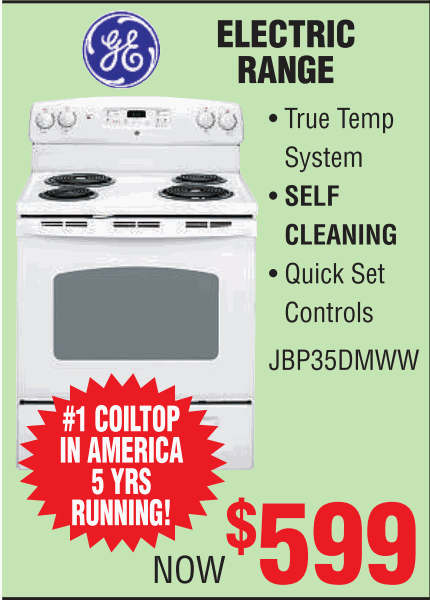 GE
ELECTRIC
RANGE
• True Temp
System
• SELF
CLEANING
• Quick Set
Controls
JBP35DMWW
#1 COILTOP
IN AMERICA
5 YRS
RUNNING!
NOW $599